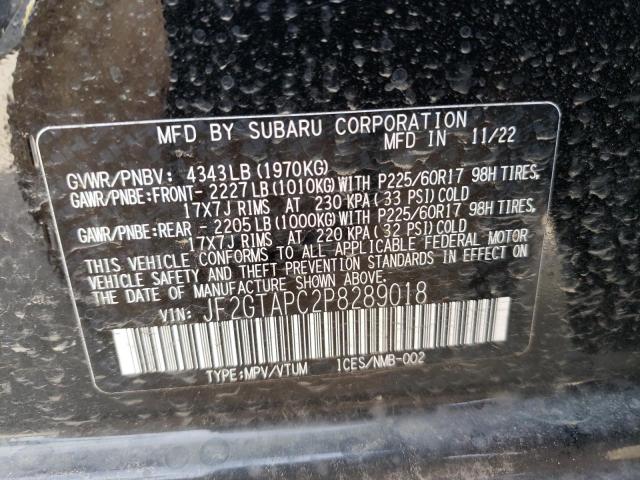 MFD BY SUBARU CORPORATION
MFD IN 11/22
GVWR/PNBV: 4343LB (1970KG)
GAWR/PNBE:FRONT- 2227LB (1010KG)WITH P225/60R17 98H TIRES,
17X7J RIMS AT 230 KPA (33 PSI)COLD
GAWR/PNBE:REAR - 2205LB (1000KG)WITH P225/60R17 98H TIRES,
17X7J RIMS AT 220 KPA (32 PSI)COLD
THIS VEHICLE CONFORMS TO ALL APPLICABLE FEDERAL MOTOR
VEHICLE SAFETY AND THEFT PREVENTION STANDARDS IN EFFECT ON
THE DATE OF MANUFACTURE SHOWN ABOVE.
VIN: JF2GTAPC2P8289018
TYPE:MPV/VTUM ICES/NMB-002